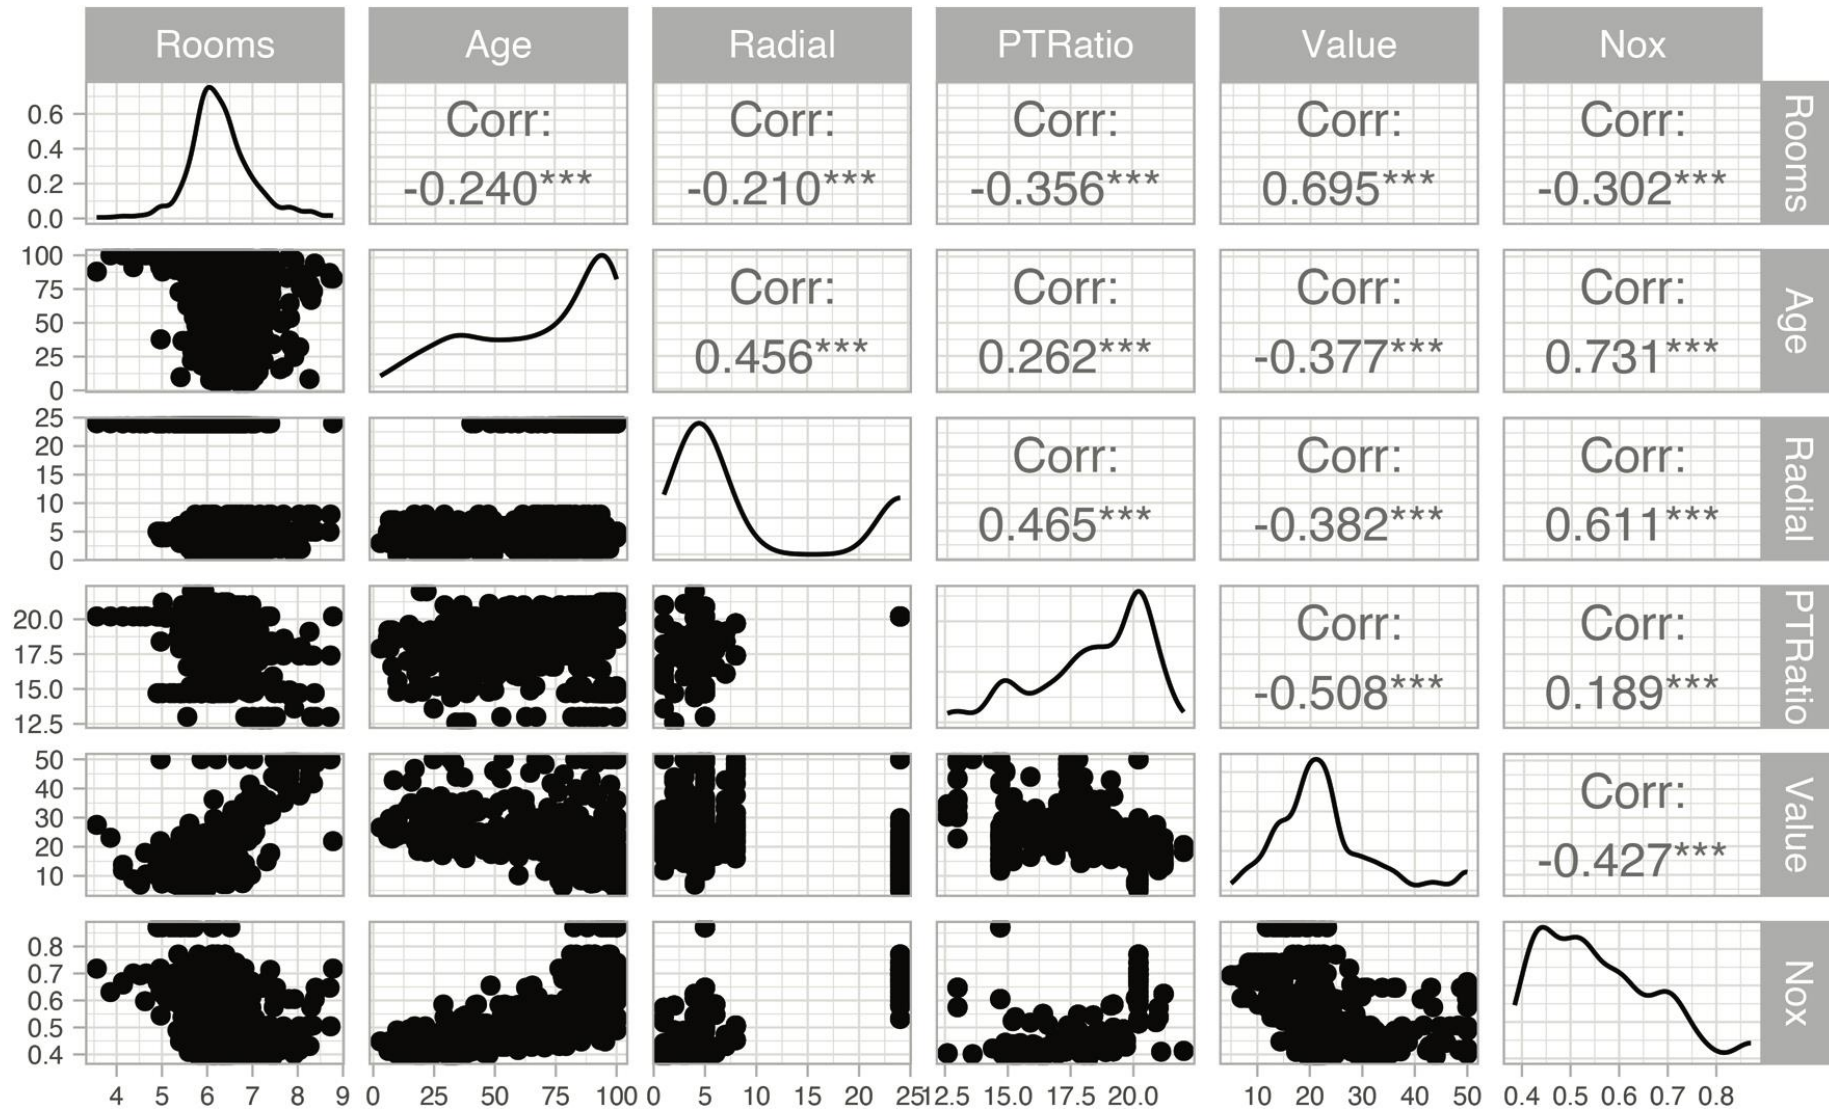 Rooms Age Radial PTRatio Value Nox
0.6
0.4
0.2
0.0
Corr:
-0.240***
Corr:
-0.210***
Corr:
-0.356***
Corr:
0.695***
Corr:
-0.302***
Rooms
100
75
50
25
0
Corr:
0.456***
Corr:
0.262***
Corr:
-0.377***
Corr:
0.731***
Age
25
20
15
10
5
0
Corr:
0.465***
Corr:
-0.382***
Corr:
0.611***
Radial
20.0
17.5
15.0
12.5
Corr:
-0.508***
Corr:
0.189***
PTRatio
50
40
30
20
10
Corr:
-0.427***
Value
0.8
0.7
0.6
0.5
0.4
Nox
4 5 6 7 8 9 0 25 50 75 100 0 5 10 15 20 25 12.5 15.0 17.5 20.0 10 20 30 40 50 0.4 0.5 0.6 0.7 0.8